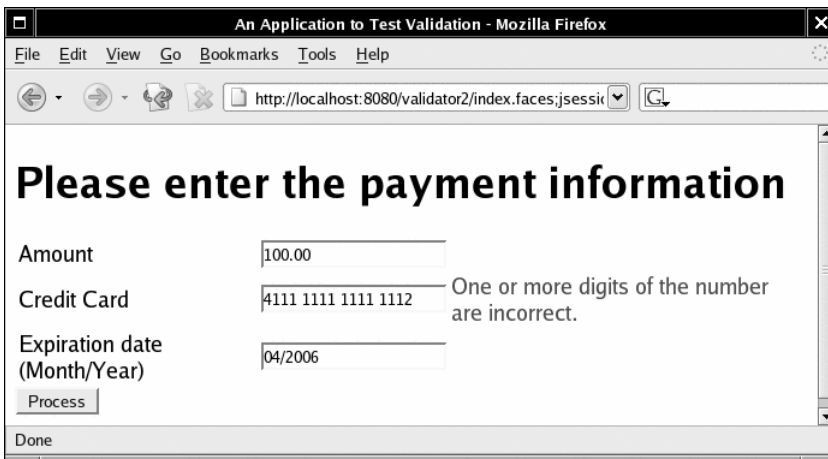 An Application to Test Validation - Mozilla Firefox
File Edit View Go Bookmarks Tools Help
http://localhost:8080/validator2/index.faces;jsessi
G
Please enter the payment information
Amount 100.00
Credit Card 4111 1111 1111 1112 One or more digits of the number
are incorrect.
Expiration date
(Month/Year) 04/2006
Process
Done